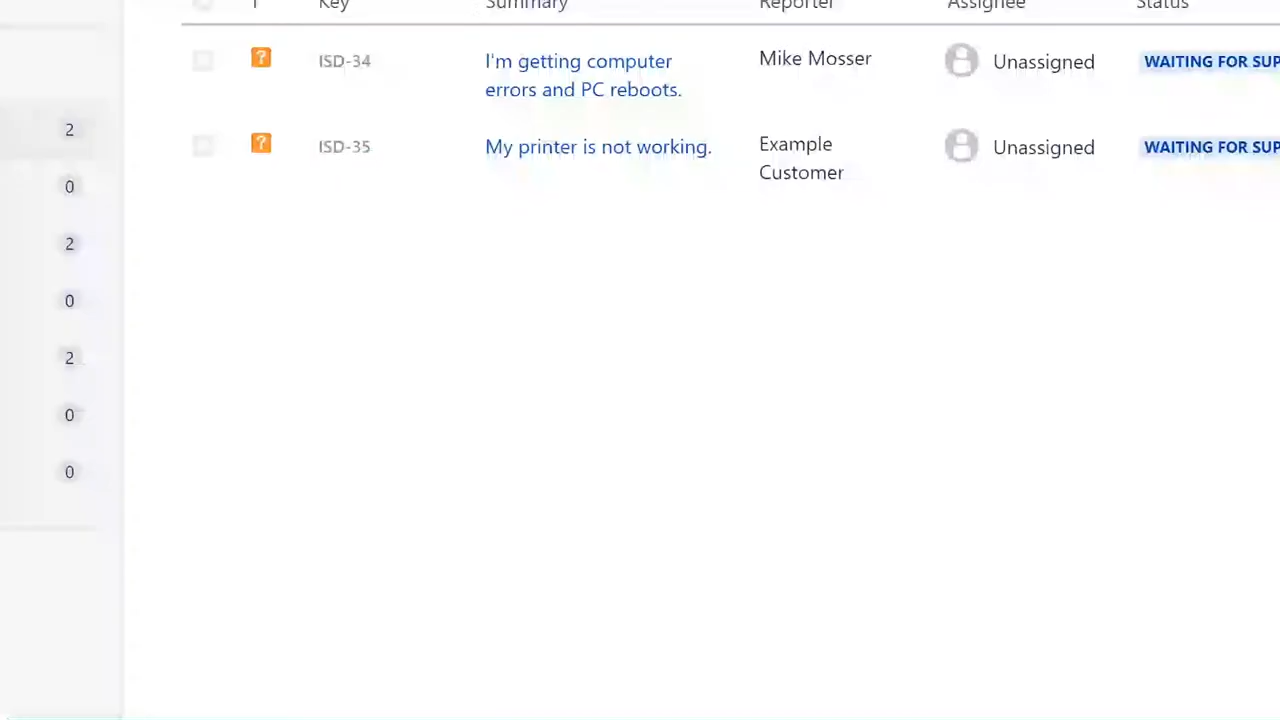 T Key Summary Reporter Assignee Status
? ISD-34 I'm getting computer Mike Mosser Unassigned WAITING FOR SUP
errors and PC reboots.
? ISD-35 My printer is not working. Example Unassigned WAITING FOR SUP
Customer
2
0
2
0
2
0
0